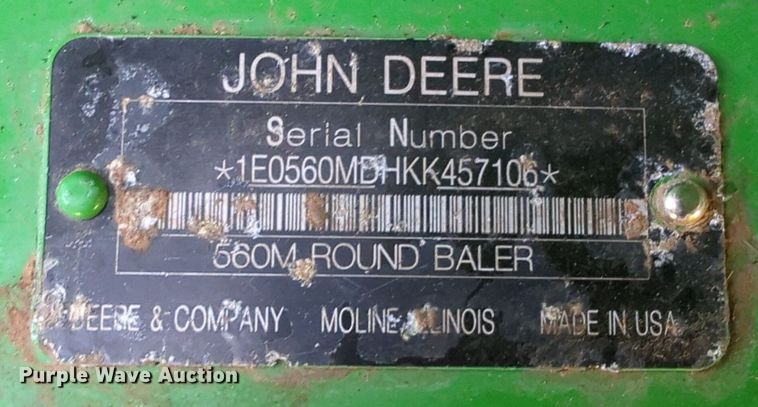 JOHN DEERE
Serial Number
*1E0560MDHKK457106*
560M ROUND BALER
DEERE & COMPANY MOLINE ILLINOIS MADE IN USA
Purple Wave Auction